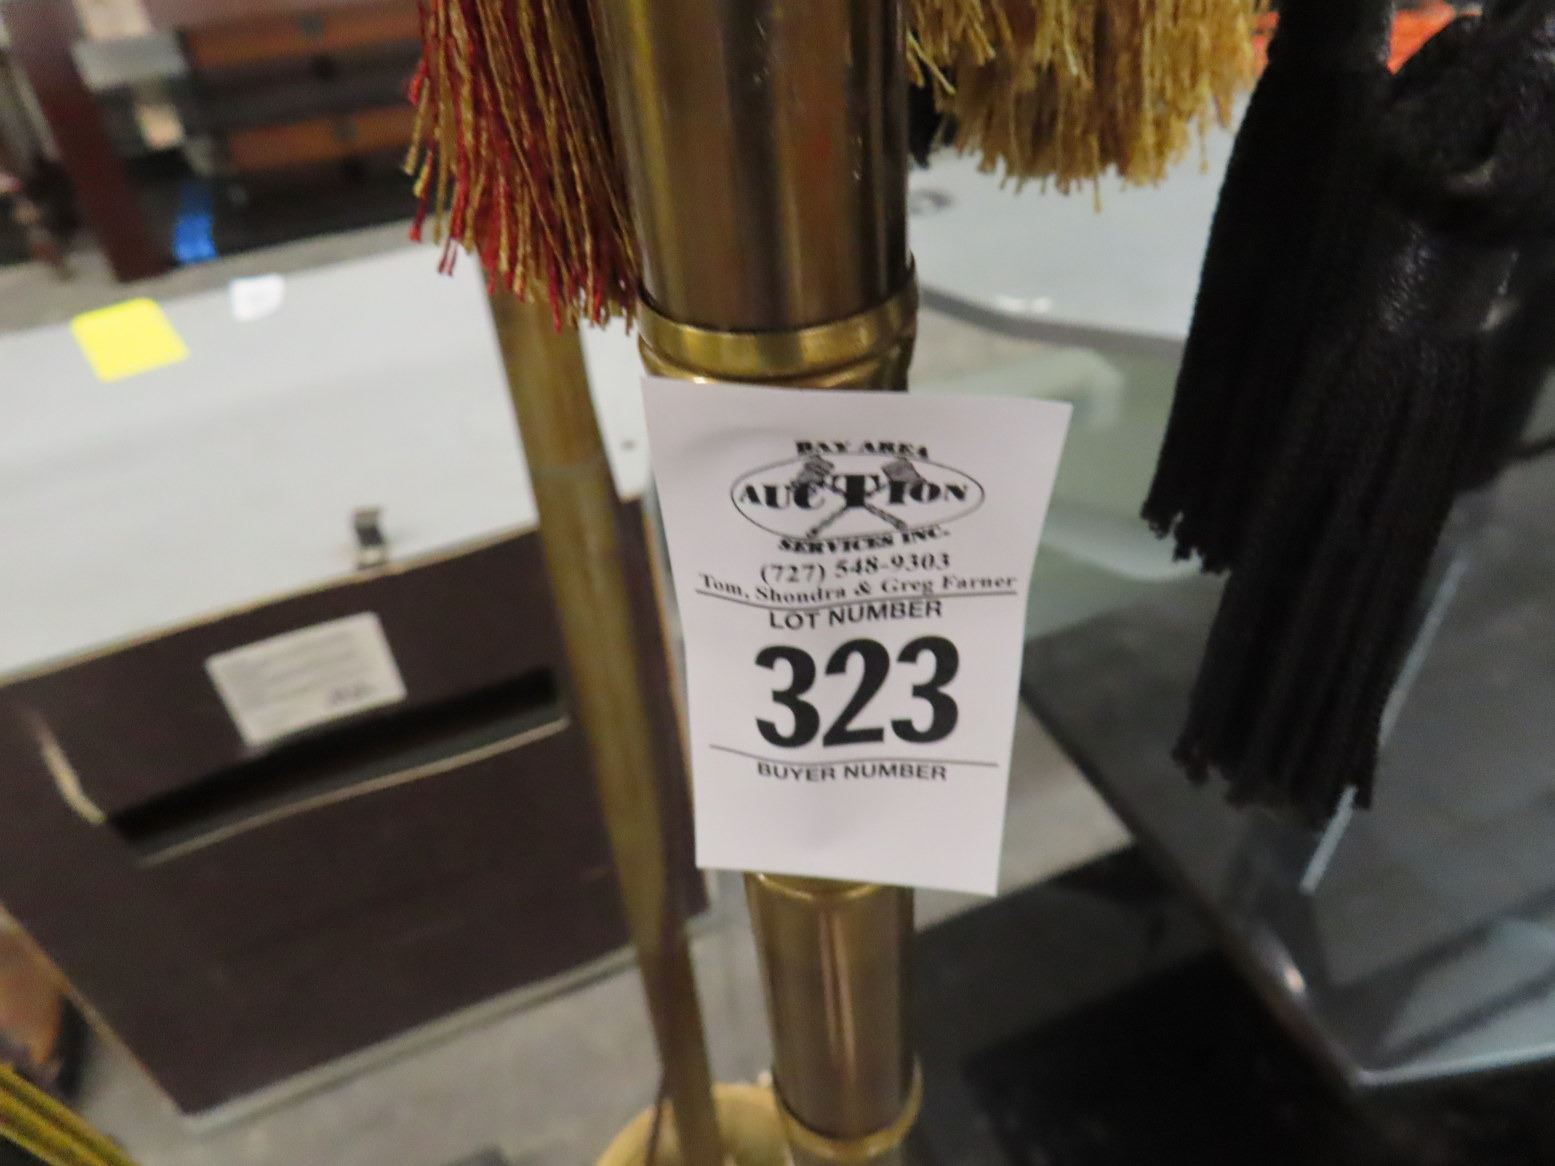 BAY AREA
AUCTION
SERVICES INC.
(727) 548-9303
Tom, Shondra & Greg Farner
LOT NUMBER
323
BUYER NUMBER